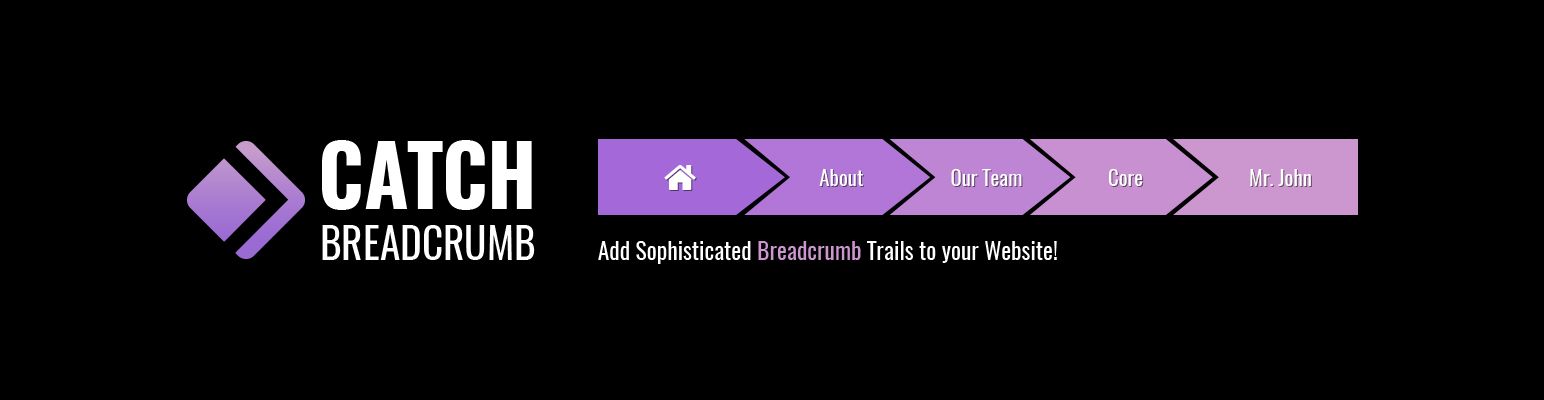 CATCH
BREADCRUMB
About Our Team Core Mr. John
Add Sophisticated Breadcrumb Trails to your Website!